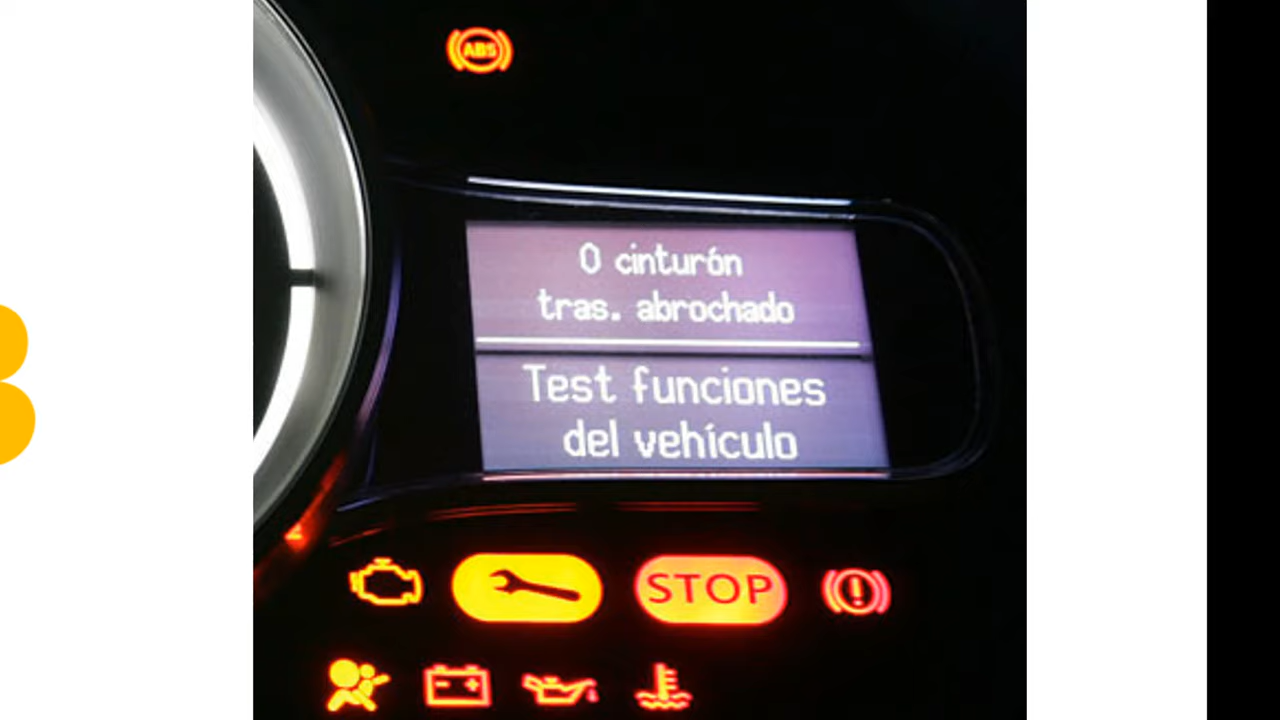 ABS
0 cinturón
tras. abrochado
Test funciones
del vehículo
STOP